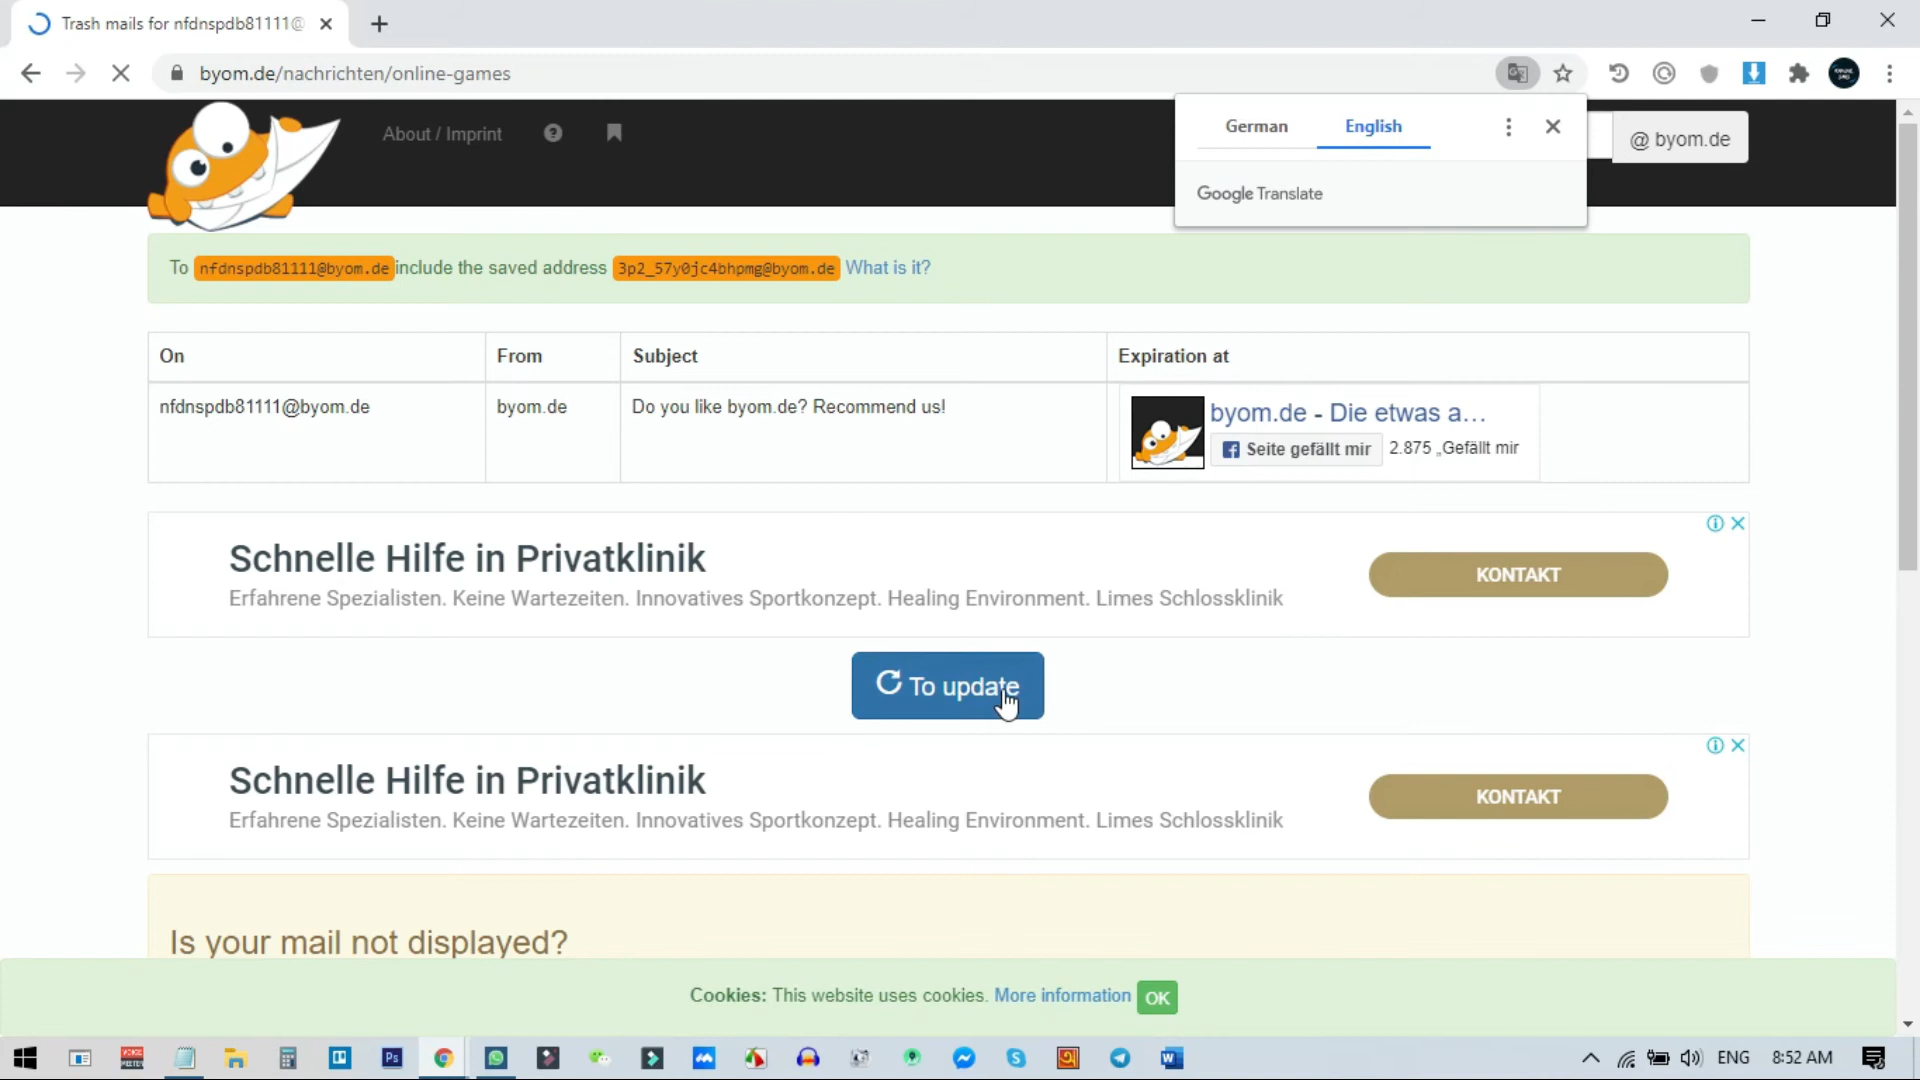 Trash mails for nfdnspdb81111@
byom.de/nachrichten/online-games
About / Imprint
German
English
@ byom.de
Google Translate
To nfdnspdb81111@byom.de include the saved address 3p2_57y0jc4bhpmg@byom.de What is it?
On
From
Subject
Expiration at
nfdnspdb81111@byom.de
byom.de
Do you like byom.de? Recommend us!
byom.de - Die etwas a...
Seite gefällt mir
2.875 „Gefällt mir
Schnelle Hilfe in Privatklinik
Erfahrene Spezialisten. Keine Wartezeiten. Innovatives Sportkonzept. Healing Environment. Limes Schlossklinik
KONTAKT
To update
Schnelle Hilfe in Privatklinik
Erfahrene Spezialisten. Keine Wartezeiten. Innovatives Sportkonzept. Healing Environment. Limes Schlossklinik
KONTAKT
Is your mail not displayed?
Cookies: This website uses cookies. More information OK
Ps
W
ENG
8:52 AM